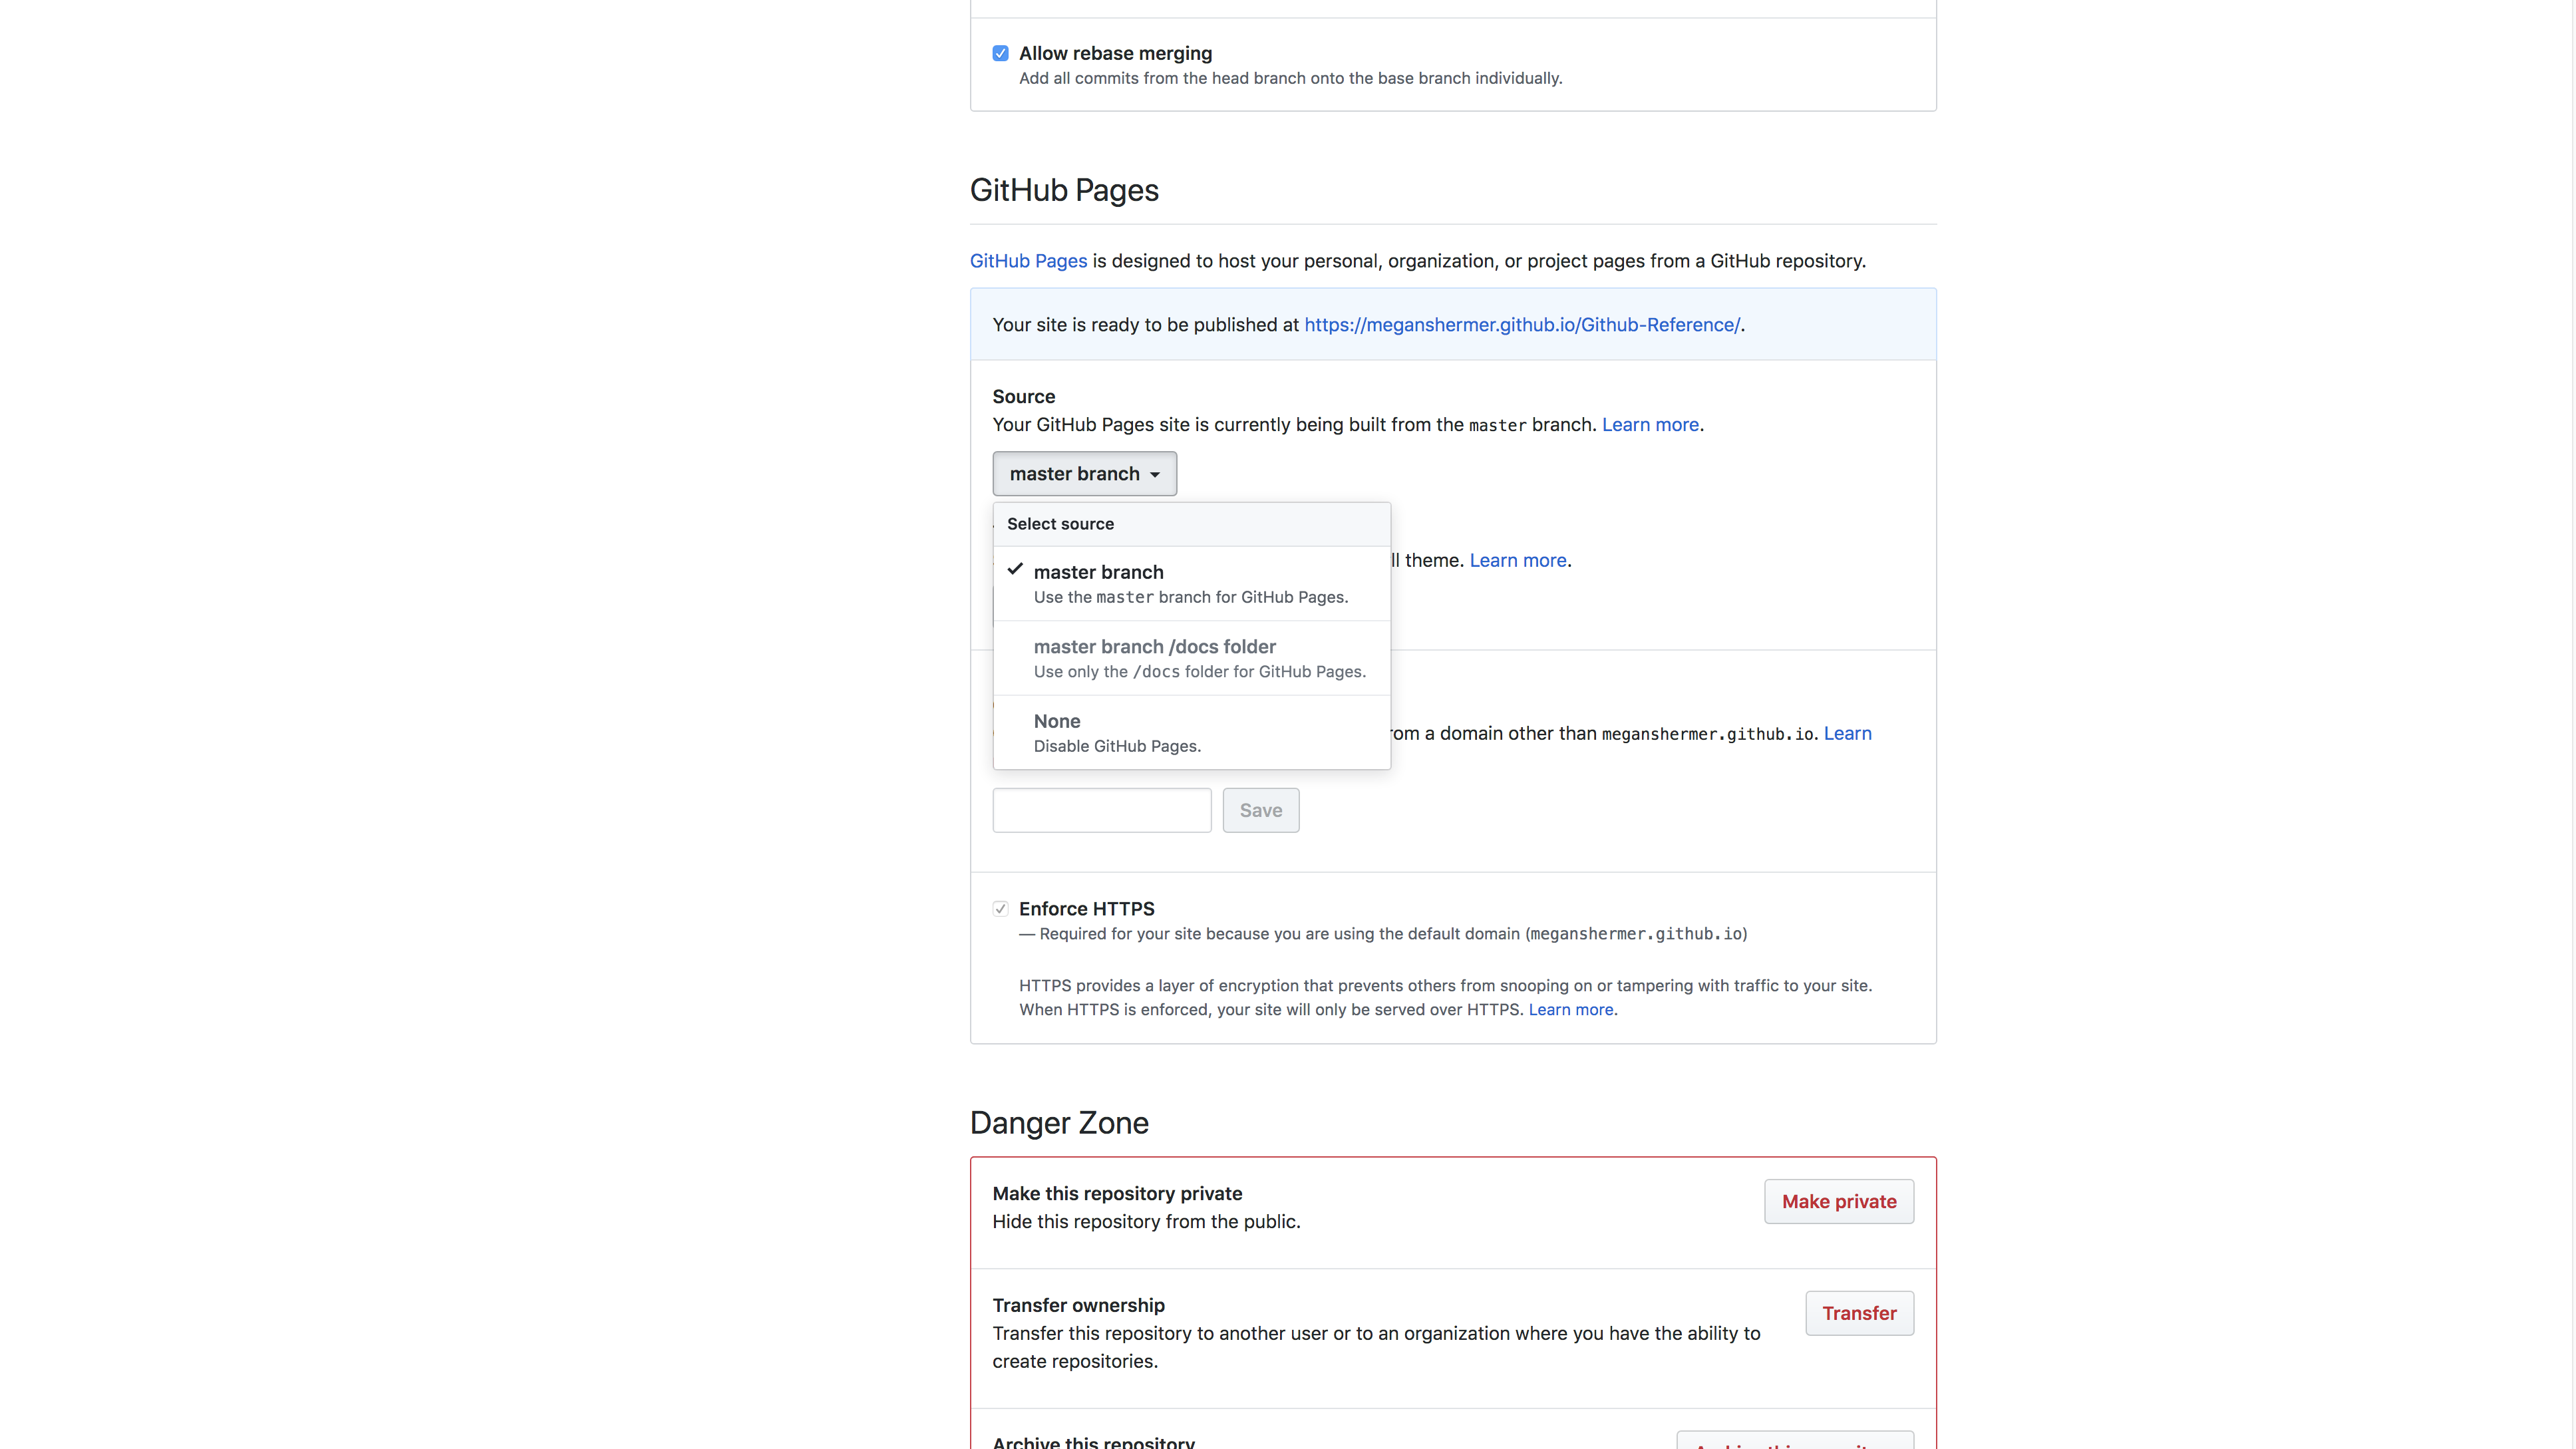 Allow rebase merging
Add all commits from the head branch onto the base branch individually.
GitHub Pages
GitHub Pages is designed to host your personal, organization, or project pages from a GitHub repository.
Your site is ready to be published at https://meganshermer.github.io/Github-Reference/.
Source
Your GitHub Pages site is currently being built from the master branch. Learn more.
master branch
Select source
master branch
Use the master branch for GitHub Pages.
ll theme. Learn more.
master branch /docs folder
Use only the /docs folder for GitHub Pages.
None
Disable GitHub Pages.
om a domain other than meganshermer.github.io. Learn
Save
Enforce HTTPS
— Required for your site because you are using the default domain (meganshermer.github.io)
HTTPS provides a layer of encryption that prevents others from snooping on or tampering with traffic to your site.
When HTTPS is enforced, your site will only be served over HTTPS. Learn more.
Danger Zone
Make this repository private
Hide this repository from the public.
Make private
Transfer ownership
Transfer this repository to another user or to an organization where you have the ability to
create repositories.
Transfer
Archive this repository